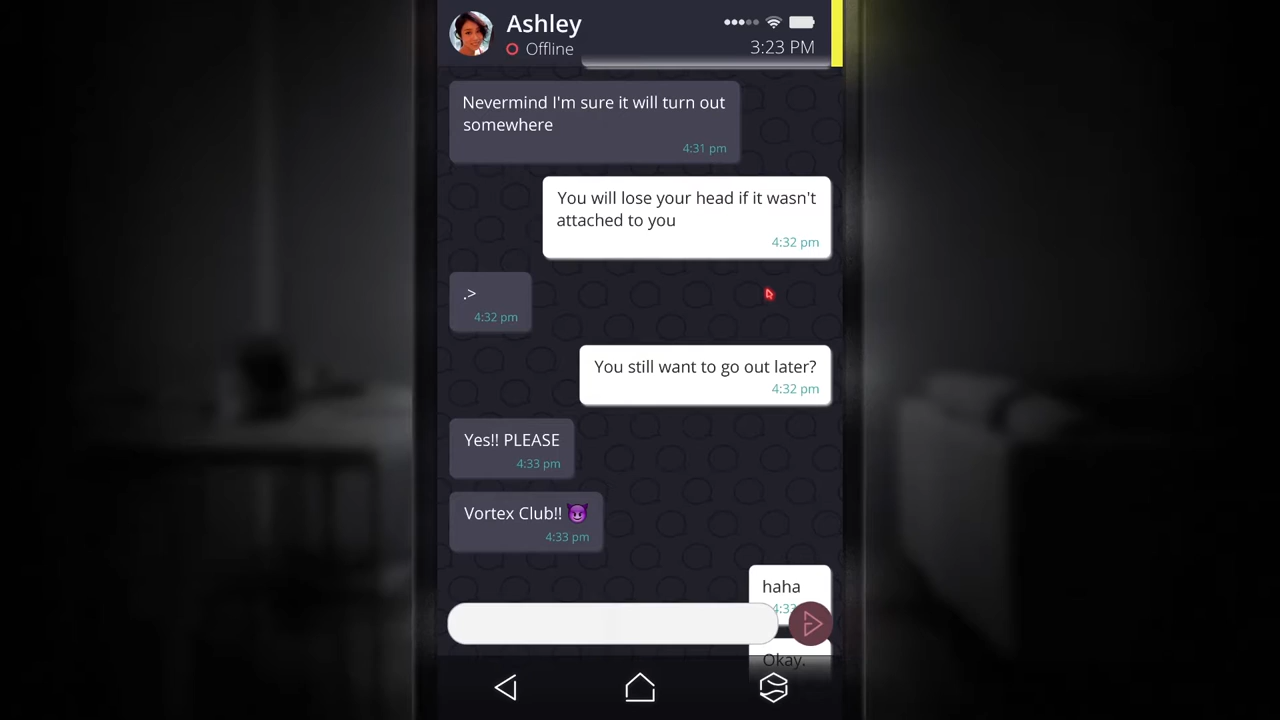 Ashley
Offline
3:23 PM
Nevermind I'm sure it will turn out
somewhere
4:31 pm
You will lose your head if it wasn't
attached to you
4:32 pm
.>
4:32 pm
You still want to go out later?
4:32 pm
Yes!! PLEASE
4:33 pm
Vortex Club!! 😈
4:33 pm
haha
4:33
Okay.